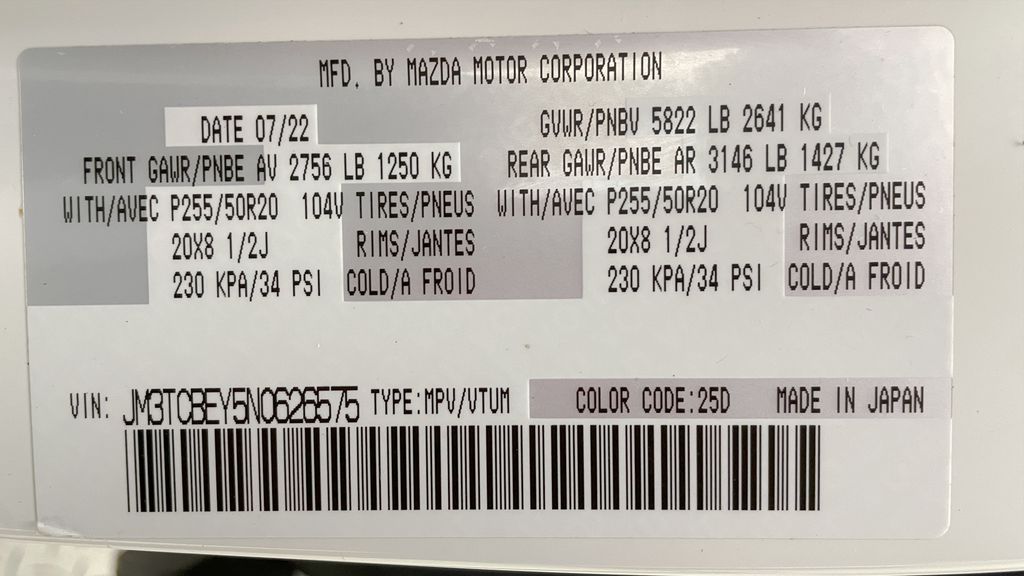 MFD. BY MAZDA MOTOR CORPORATION
DATE 07/22 GVWR/PNBV 5822 LB 2641 KG
FRONT GAWR/PNBE AV 2756 LB 1250 KG REAR GAWR/PNBE AR 3146 LB 1427 KG
WITH/AVEC P255/50R20 104V TIRES/PNEUS WITH/AVEC P255/50R20 104V TIRES/PNEUS
20X8 1/2J RIMS/JANTES 20X8 1/2J RIMS/JANTES
230 KPA/34 PSI COLD/A FROID 230 KPA/34 PSI COLD/A FROID
VIN: JM3TCBEY5N0626575 TYPE:MPV/VTUM COLOR CODE:25D MADE IN JAPAN